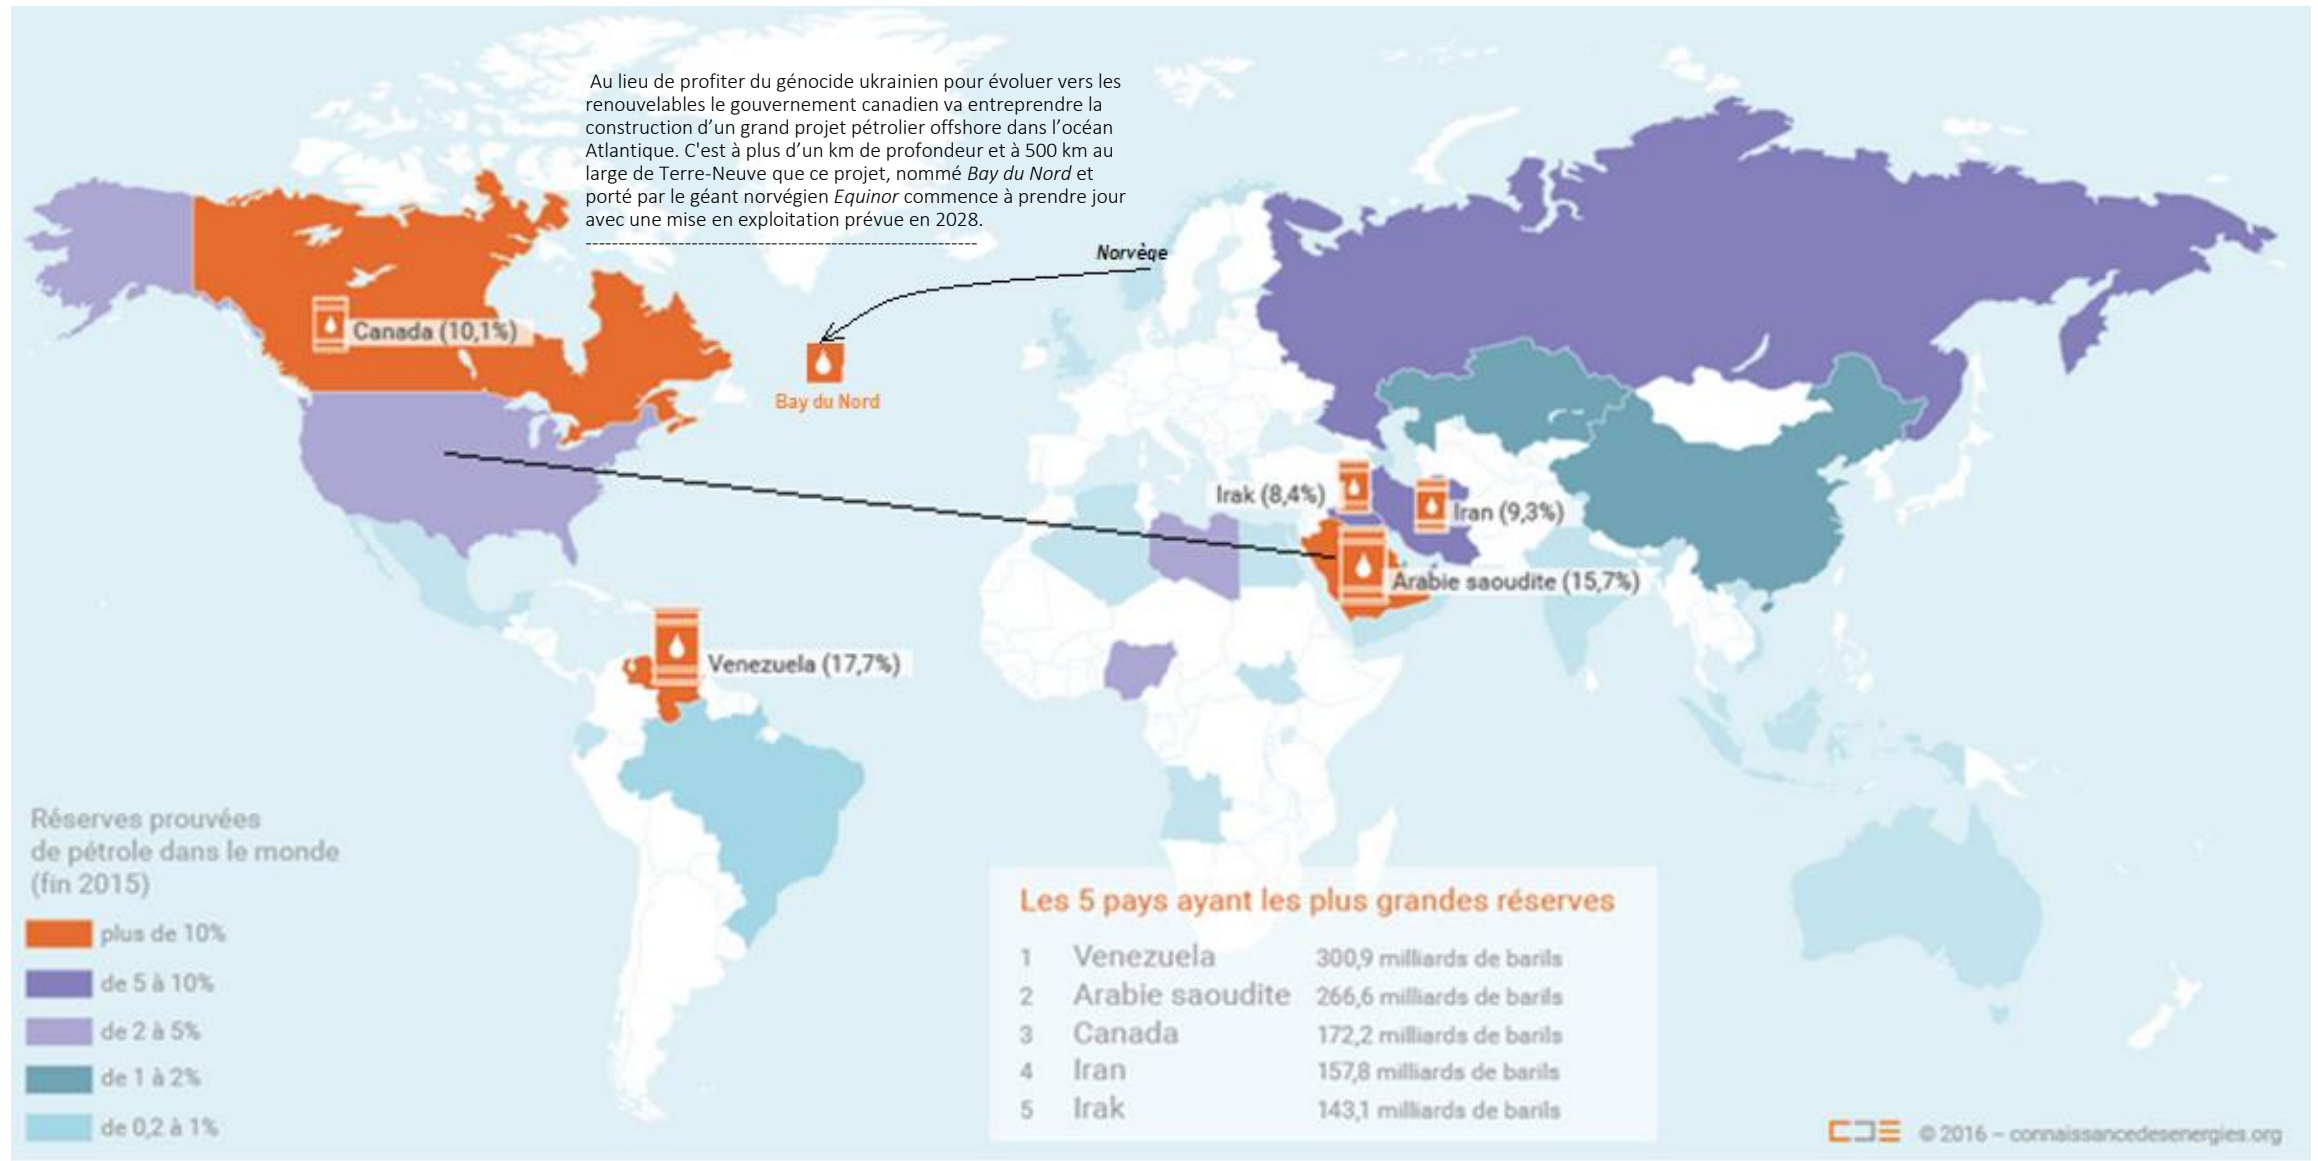 Au lieu de profiter du génocide ukrainien pour évoluer vers les
renouvelables le gouvernement canadien va entreprendre la
construction d’un grand projet pétrolier offshore dans l’océan
Atlantique. C'est à plus d’un km de profondeur et à 500 km au
large de Terre-Neuve que ce projet, nommé Bay du Nord et
porté par le géant norvégien Equinor commence à prendre jour
avec une mise en exploitation prévue en 2028.
------------------------------------------------------------
Norvège
Canada (10,1%)
Bay du Nord
Irak (8,4%)
Iran (9,3%)
Arabie saoudite (15,7%)
Venezuela (17,7%)
Réserves prouvées
de pétrole dans le monde
(fin 2015)
plus de 10%
de 5 à 10%
de 2 à 5%
de 1 à 2%
de 0,2 à 1%
Les 5 pays ayant les plus grandes réserves
1 Venezuela 300,9 milliards de barils
2 Arabie saoudite 266,6 milliards de barils
3 Canada 172,2 milliards de barils
4 Iran 157,8 milliards de barils
5 Irak 143,1 milliards de barils
CDE © 2016 – connaissancedesenergies.org